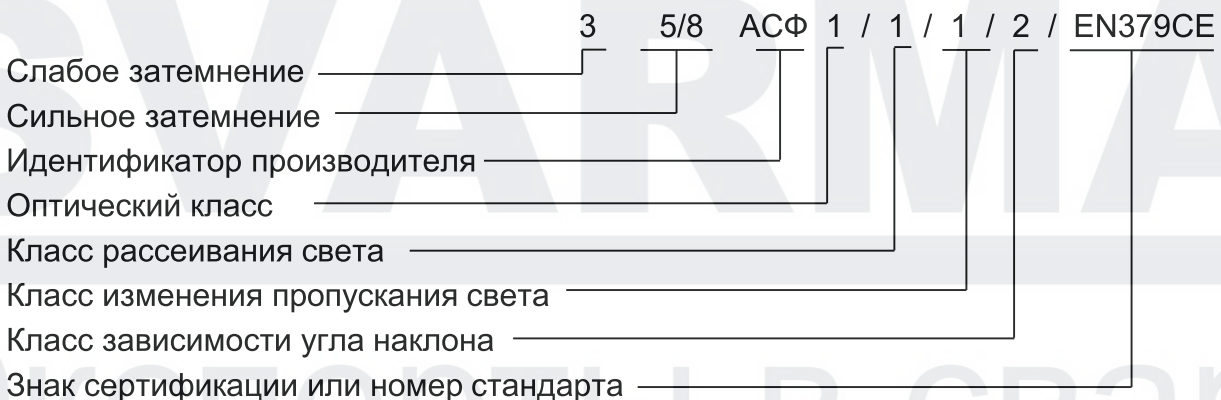 3 5/8 АСФ 1 / 1 / 1 / 2 / EN379CE
Слабое затемнение
Сильное затемнение
Идентификатор производителя
Оптический класс
Класс рассеивания света
Класс изменения пропускания света
Класс зависимости угла наклона
Знак сертификации или номер стандарта
SVARMA